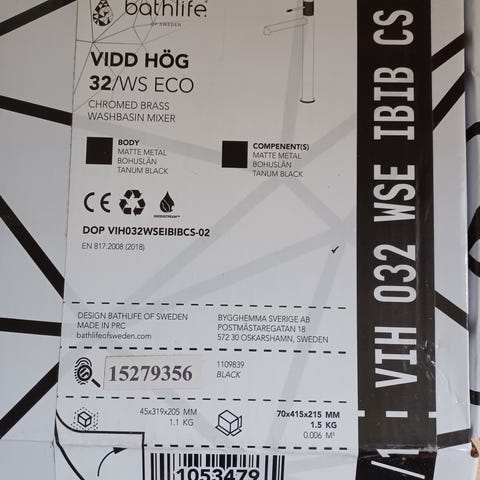 bathlife
OF SWEDEN
VIDD HÖG
32/WS ECO
CHROMED BRASS
WASHBASIN MIXER
BODY
MATTE METAL
BOHUSLÄN
TANUM BLACK
COMPENENT(S)
MATTE METAL
BOHUSLÄN
TANUM BLACK
CE
GREENSTREAM™
DOP VIH032WSEIBIBCS-02
EN 817:2008 (2018)
DESIGN BATHLIFE OF SWEDEN
MADE IN PRC
bathlifeofsweden.com
BYGGHEMMA SVERIGE AB
POSTMÄSTAREGATAN 18
572 30 OSKARSHAMN, SWEDEN
15279356
1109839
BLACK
45x319x205 MM
1.1 KG
70x415x215 MM
1.5 KG
0.006 M³
1053479
/1 - VIH 032 WSE IBIB CS